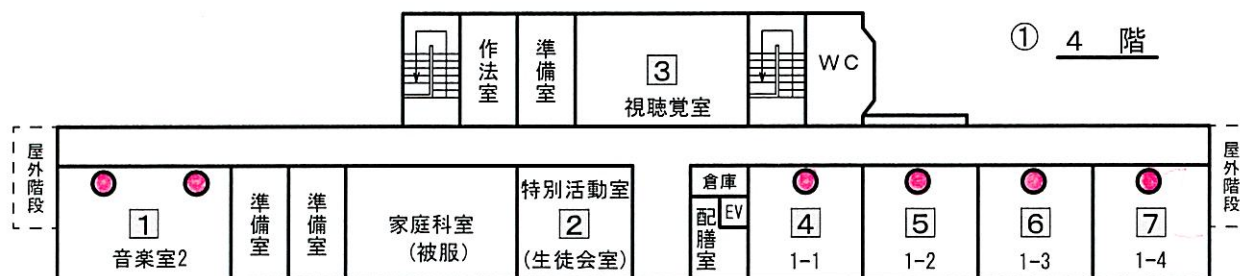 ① 4 階
作法室
準備室
3
視聴覚室
WC
屋外階段
1
音楽室2
準備室
準備室
家庭科室
(被服)
特別活動室
2
(生徒会室)
倉庫
EV
配膳室
4
1-1
5
1-2
6
1-3
7
1-4
屋外階段